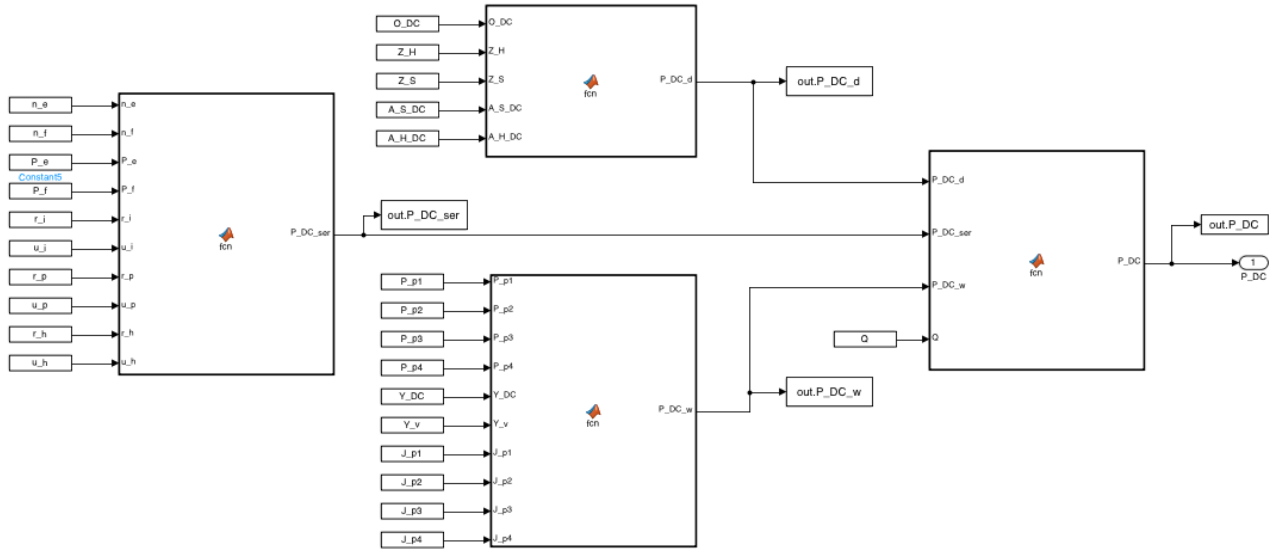 O_DC
O_DC
Z_H
Z_H
Z_S
Z_S
fcn
P_DC_d
out.P_DC_d
A_S_DC
A_S_DC
A_H_DC
A_H_DC
n_e
n_e
n_f
n_f
P_e
P_e
Constant5
P_f
P_f
r_i
r_i
u_i
u_i
r_p
r_p
u_p
u_p
r_h
r_h
u_h
u_h
fcn
P_DC_ser
out.P_DC_ser
P_p1
P_p1
P_p2
P_p2
P_p3
P_p3
P_p4
P_p4
Y_DC
Y_DC
Y_v
Y_v
J_p1
J_p1
J_p2
J_p2
J_p3
J_p3
J_p4
J_p4
fcn
P_DC_w
out.P_DC_w
P_DC_d
P_DC_ser
P_DC_w
Q
Q
fcn
P_DC
out.P_DC
1
P_DC